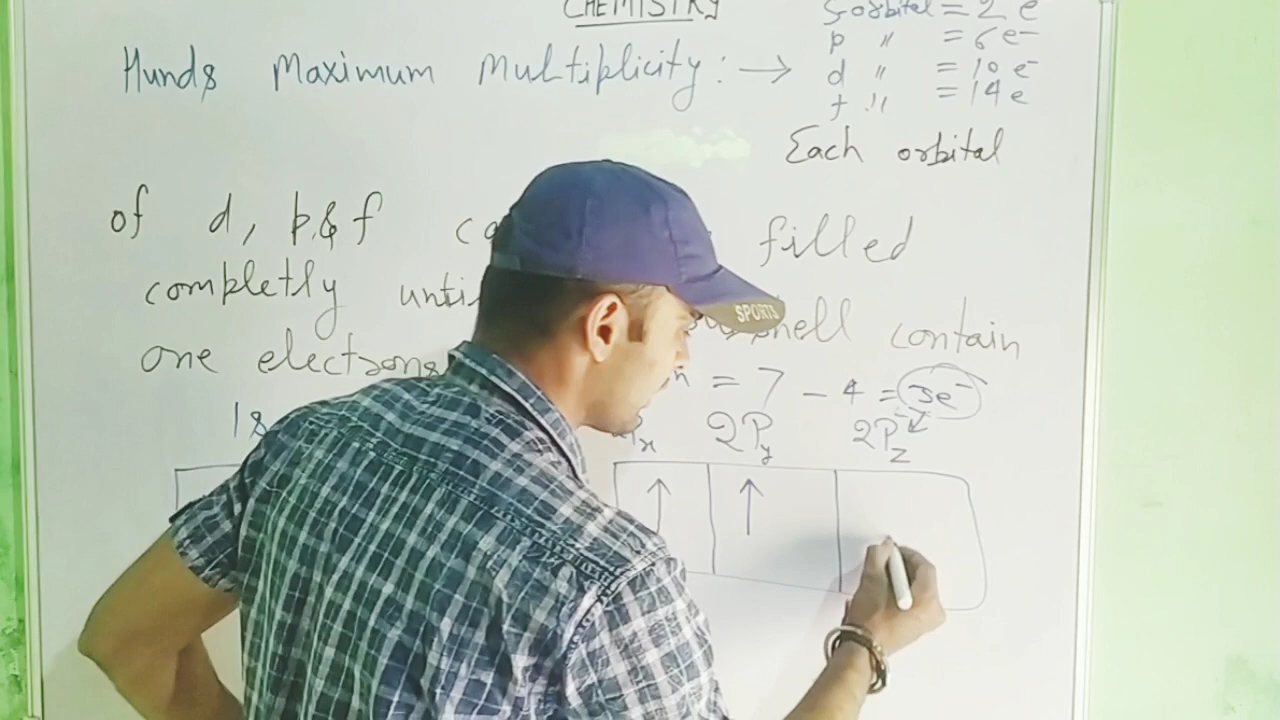 CHEMISTRY
s-orbital = 2 e
p " = 6 e-
Hunds Maximum Multiplicity : →
d " = 10 e-
f " = 14 e
Each orbital
of d, p & f filled
completly shell contain
one electrons
n = 7 - 4 = 3e-
1s 2Py 2Pz
SPORTS